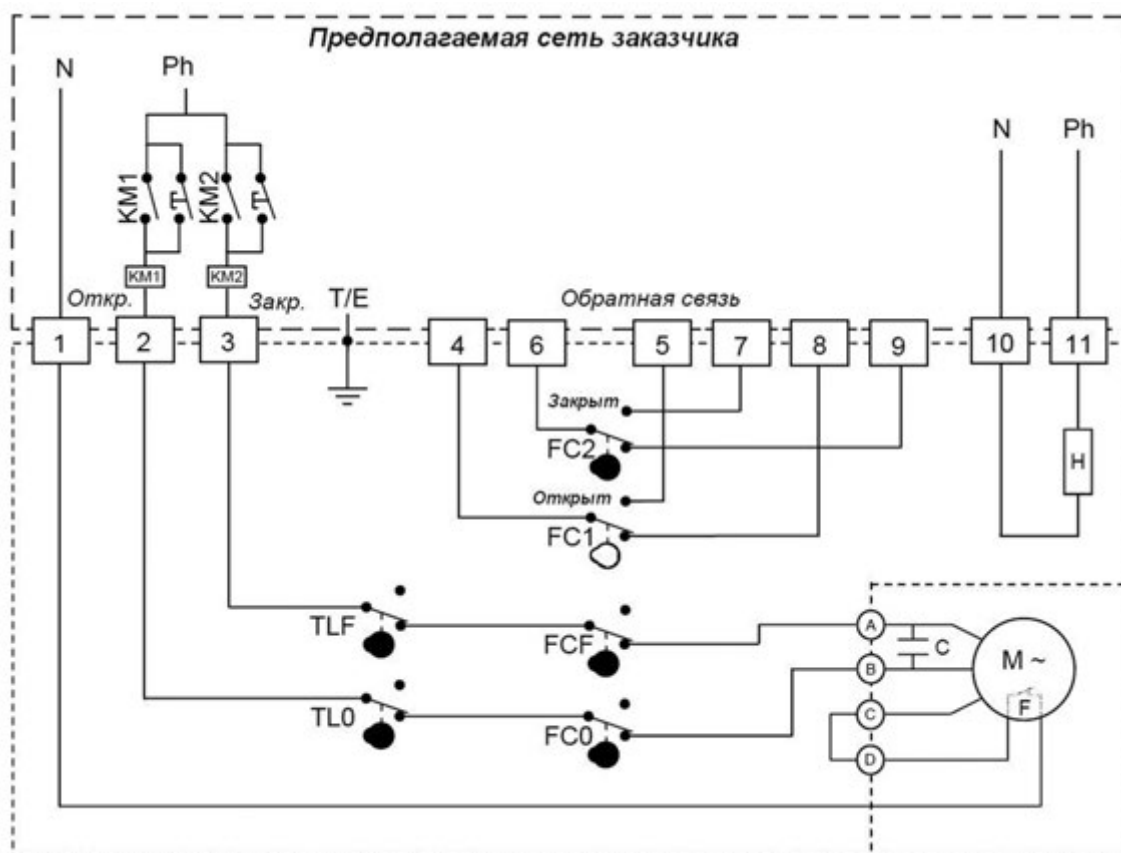 Предполагаемая сеть заказчика
N Ph N Ph
KM1 KM2
KM1 KM2
Откр. Закр. T/E Обратная связь
1 2 3 4 6 5 7 8 9 10 11
Закрыт
FC2
H
Открыт
FC1
TLF FCF A C M ~
B
F
TL0 FC0 C
D